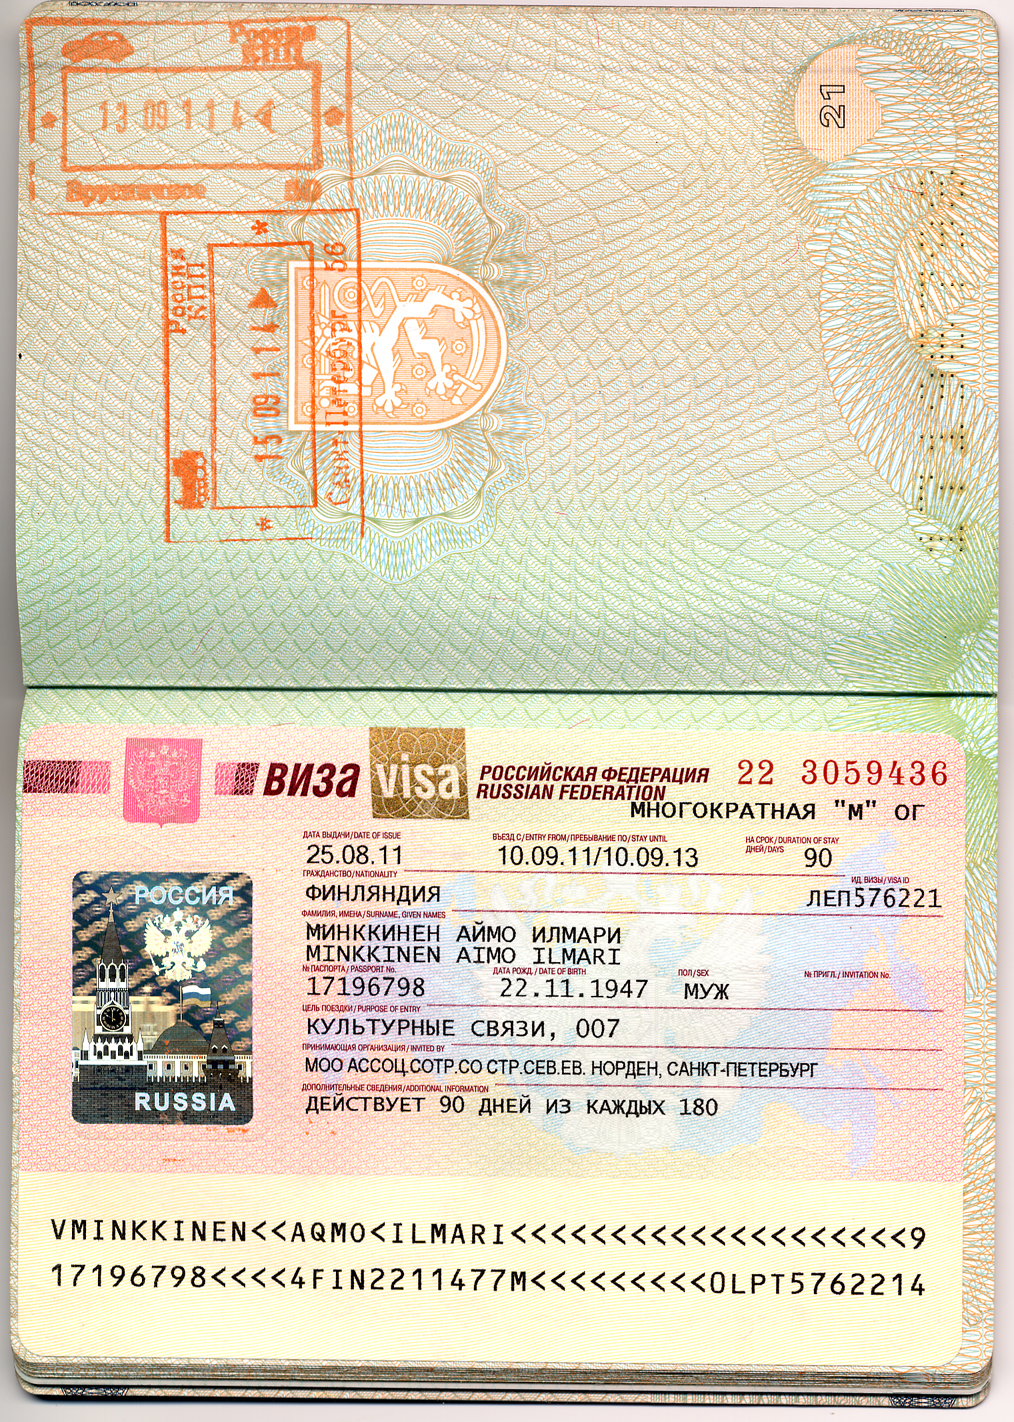 Россия
КПП
13 09 11 4
Брусничное
21
Россия
КПП
15 09 11 4
Санкт-Петербург 56
ВИЗА visa
РОССИЙСКАЯ ФЕДЕРАЦИЯ
RUSSIAN FEDERATION
22 3059436
МНОГОКРАТНАЯ "М" ОГ
ДАТА ВЫДАЧИ/DATE OF ISSUE ВЪЕЗД С/ENTRY FROM/ПРЕБЫВАНИЕ ПО/STAY UNTIL НА СРОК/DURATION OF STAY
ДНЕЙ/DAYS
25.08.11 10.09.11/10.09.13 90
ГРАЖДАНСТВО/NATIONALITY ИД. ВИЗЫ/VISA ID
ФИНЛЯНДИЯ ЛЕП576221
ФАМИЛИЯ, ИМЕНА/SURNAME, GIVEN NAMES
МИНККИНЕН АЙМО ИЛМАРИ
MINKKINEN AIMO ILMARI
№ ПАСПОРТА/PASSPORT No. ДАТА РОЖД./DATE OF BIRTH ПОЛ/SEX № ПРИГЛ./INVITATION No.
17196798 22.11.1947 МУЖ
ЦЕЛЬ ПОЕЗДКИ/PURPOSE OF ENTRY
КУЛЬТУРНЫЕ СВЯЗИ, 007
ПРИНИМАЮЩАЯ ОРГАНИЗАЦИЯ/INVITED BY
МОО АССОЦ.СОТР.СО СТР.СЕВ.ЕВ. НОРДЕН, САНКТ-ПЕТЕРБУРГ
ДОПОЛНИТЕЛЬНЫЕ СВЕДЕНИЯ/ADDITIONAL INFORMATION
ДЕЙСТВУЕТ 90 ДНЕЙ ИЗ КАЖДЫХ 180
РОССИЯ
RUSSIA
VMINKKINEN<<AQMO<ILMARI<<<<<<<<<<<<<<<<<<<<9
17196798<<<<4FIN2211477M<<<<<<<<<0LPT5762214